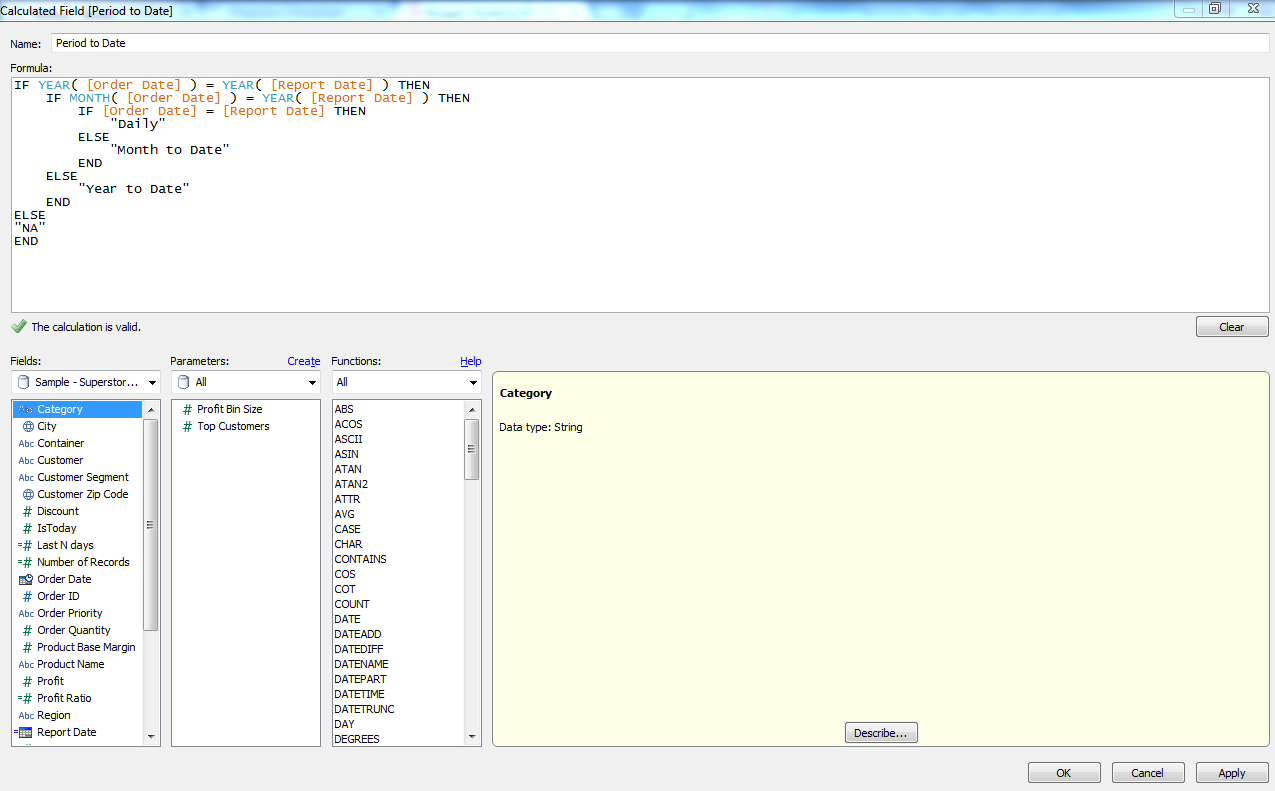 Calculated Field [Period to Date]
Name: Period to Date
Formula:
IF YEAR( [Order Date] ) = YEAR( [Report Date] ) THEN
IF MONTH( [Order Date] ) = YEAR( [Report Date] ) THEN
IF [Order Date] = [Report Date] THEN
"Daily"
ELSE
"Month to Date"
END
ELSE
"Year to Date"
END
ELSE
"NA"
END
The calculation is valid.
Clear
Fields:
Sample - Superstor...
Category
City
Abc Container
Abc Customer
Abc Customer Segment
Customer Zip Code
# Discount
# IsToday
=# Last N days
=# Number of Records
Order Date
# Order ID
Abc Order Priority
# Order Quantity
# Product Base Margin
Abc Product Name
# Profit
=# Profit Ratio
Abc Region
= Report Date
Parameters: Create
All
# Profit Bin Size
# Top Customers
Functions: Help
All
ABS
ACOS
ASCII
ASIN
ATAN
ATAN2
ATTR
AVG
CASE
CHAR
CONTAINS
COS
COT
COUNT
DATE
DATEADD
DATEDIFF
DATENAME
DATEPART
DATETIME
DATETRUNC
DAY
DEGREES
Category
Data type: String
Describe...
OK Cancel Apply